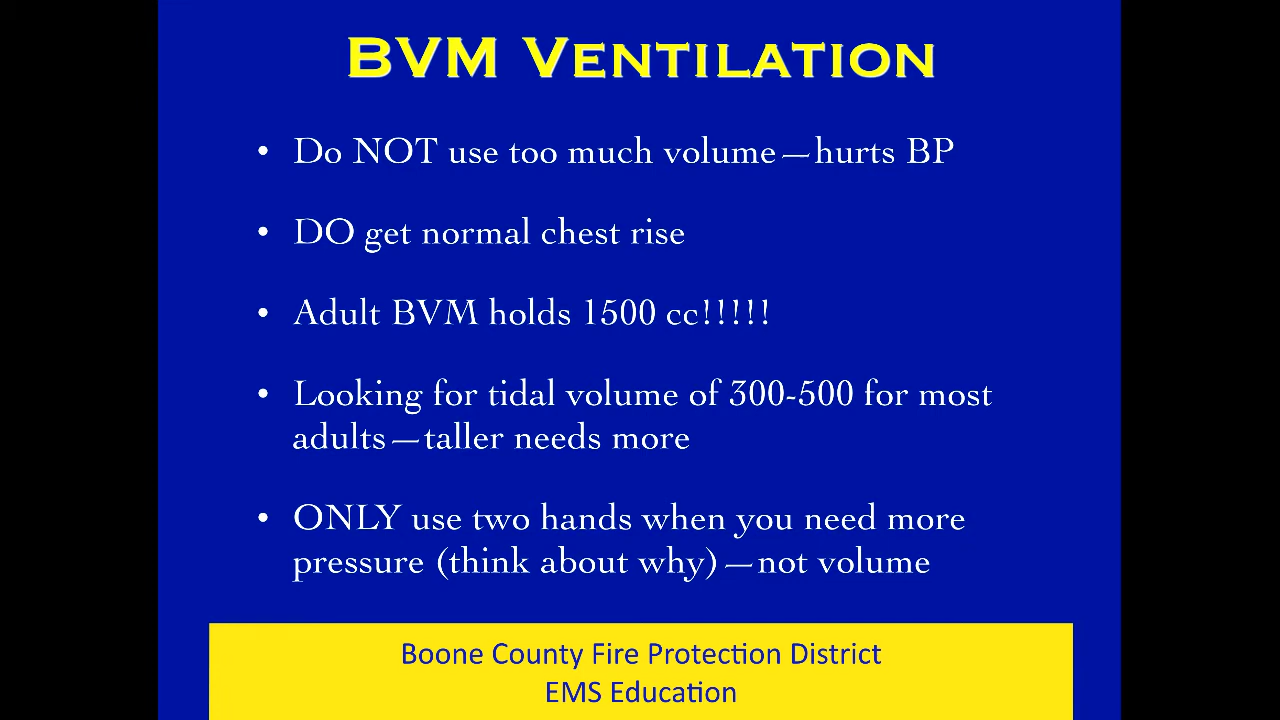 BVM VENTILATION
• Do NOT use too much volume—hurts BP
• DO get normal chest rise
• Adult BVM holds 1500 cc!!!!!
• Looking for tidal volume of 300-500 for most
adults—taller needs more
• ONLY use two hands when you need more
pressure (think about why)—not volume
Boone County Fire Protection District
EMS Education